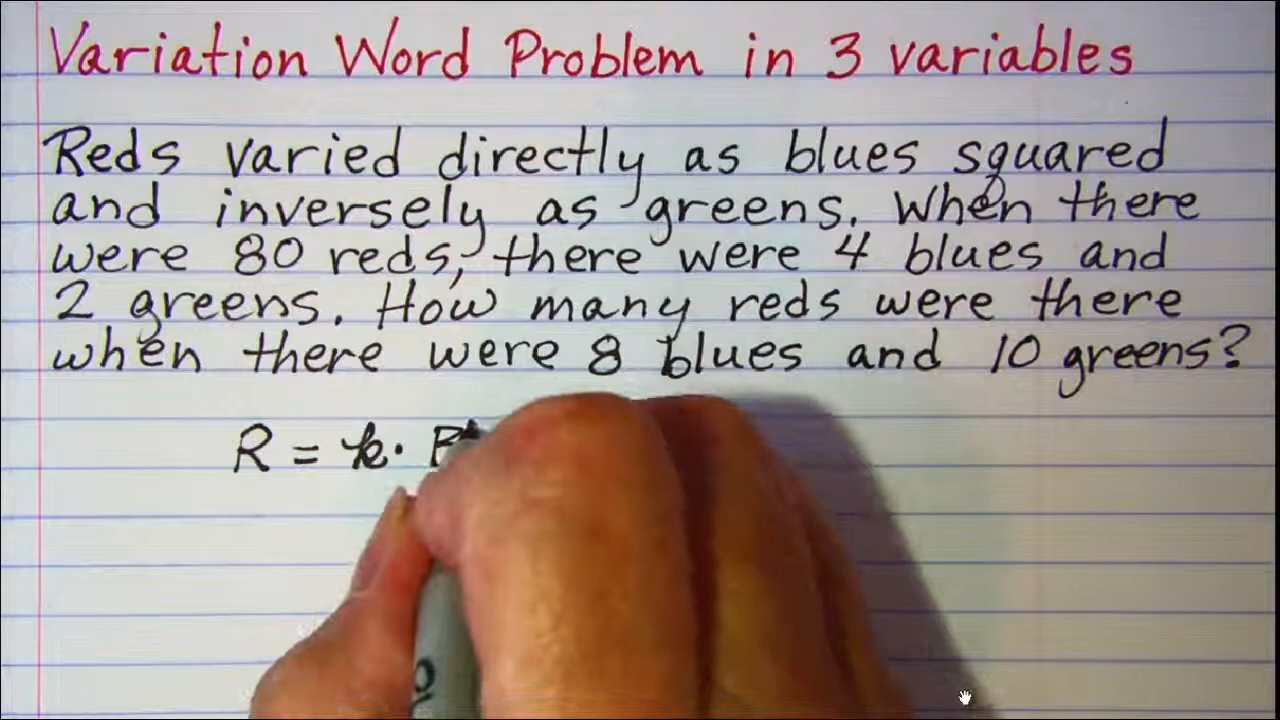 Variation Word Problem in 3 variables
Reds varied directly as blues squared
and inversely as greens. When there
were 80 reds, there were 4 blues and
2 greens. How many reds were there
when there were 8 blues and 10 greens?
R = k.